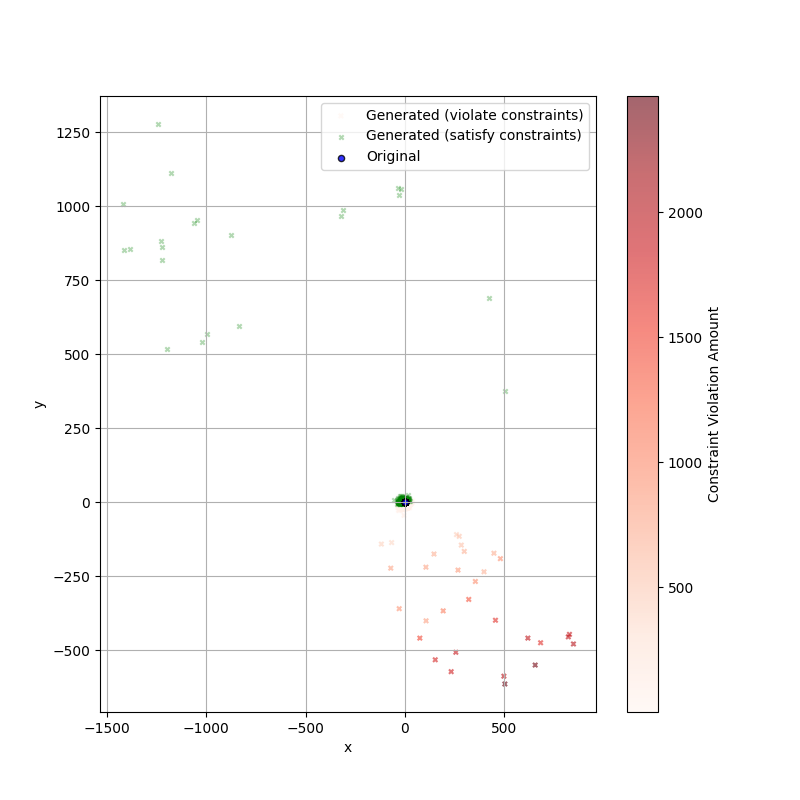 Generated (violate constraints)
Generated (satisfy constraints)
Original
1250
1000
750
500
250
0
−250
−500
y
−1500
−1000
−500
0
500
x
2000
1500
1000
500
Constraint Violation Amount